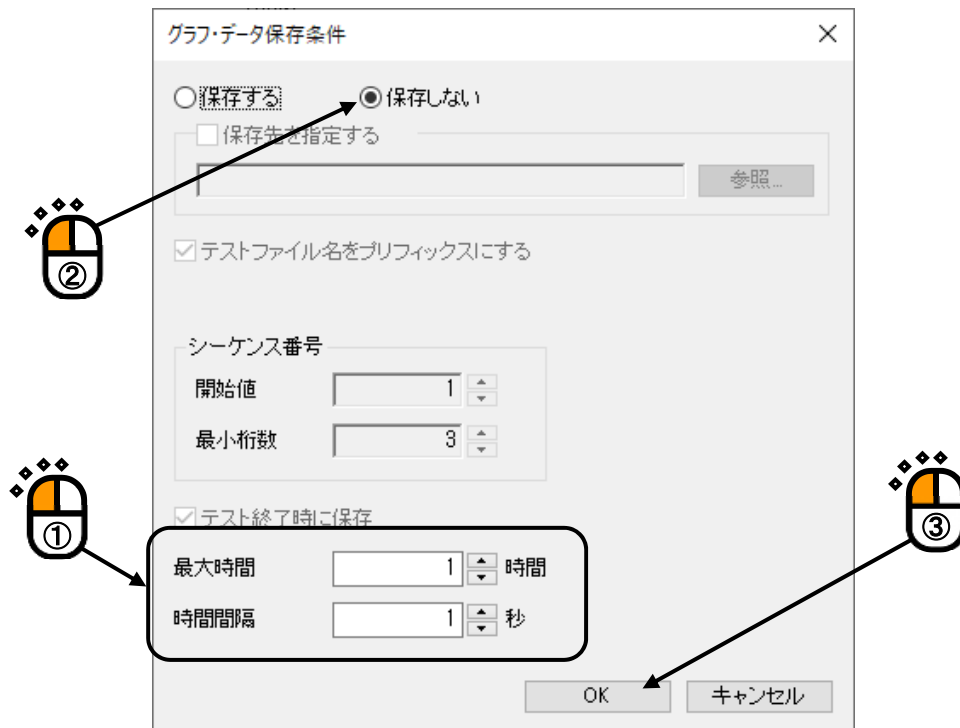 グラフ・データ保存条件
保存する 保存しない
保存先を指定する
参照...
②
テストファイル名をプリフィックスにする
シーケンス番号
開始値 1
最小桁数 3
テスト終了時に保存
①
③
最大時間 1 時間
時間間隔 1 秒
OK キャンセル